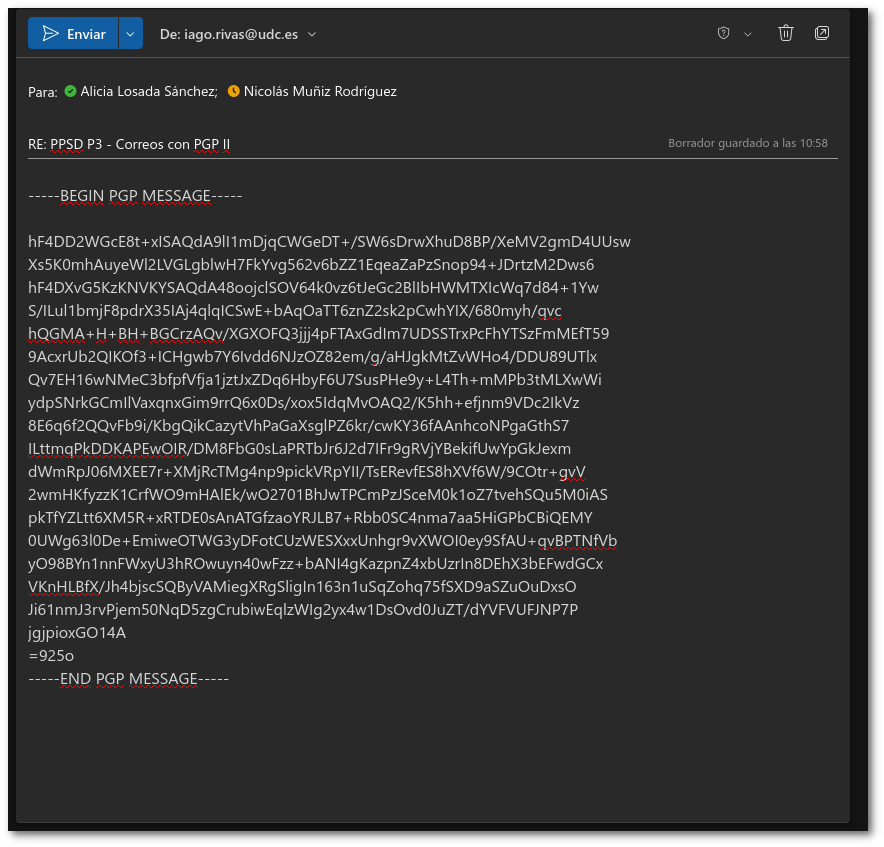 Enviar
De: iago.rivas@udc.es
Para: Alicia Losada Sánchez; Nicolás Muñiz Rodríguez
RE: PPSD P3 - Correos con PGP II
Borrador guardado a las 10:58
-----BEGIN PGP MESSAGE-----
hF4DD2WGcE8t+xISAQdA9lI1mDjqCWGeDT+/SW6sDrwXhuD8BP/XeMV2gmD4UUsw
Xs5K0mhAuyeWl2LVGLgblwH7FkYvg562v6bZZ1EqeaZaPzSnop94+JDrtzM2Dws6
hF4DXvG5KzKNVKYSAQdA48oojclSOV64k0vz6tJeGc2BlIbHWMTXIcWq7d84+1Yw
S/ILul1bmjF8pdrX35IAj4qlqICSwE+bAqOaTT6znZ2sk2pCwhYIX/680myh/qvc
hQGMA+H+BH+BGCrzAQv/XGXOFQ3jjj4pFTAxGdIm7UDSSTrxPcFhYTSzFmMEfT59
9AcxrUb2QIKOf3+ICHgwb7Y6Ivdd6NJzOZ82em/g/aHJgkMtZvWHo4/DDU89UTlx
Qv7EH16wNMeC3bfpfVfja1jztJxZDq6HbyF6U7SusPHe9y+L4Th+mMPb3tMLXwWi
ydpSNrkGCmIlVaxqnxGim9rrQ6x0Ds/xox5IdqMvOAQ2/K5hh+efjnm9VDc2IkVz
8E6q6f2QQvFb9i/KbgQikCazytVhPaGaXsglPZ6kr/cwKY36fAAnhcoNPgaGthS7
ILttmqPkDDKAPEwOIR/DM8FbG0sLaPRTbJr6J2d7IFr9gRVjYBekifUwYpGkJexm
dWmRpJ06MXEE7r+XMjRcTMg4np9pickVRpYII/TsERevfES8hXVf6W/9COtr+gvV
2wmHKfyzzK1CrfWO9mHAlEk/wO2701BhJwTPCmPzJSceM0k1oZ7tvehSQu5M0iAS
pkTfYZLtt6XM5R+xRTDE0sAnATGfzaoYRJLB7+Rbb0SC4nma7aa5HiGPbCBiQEMY
0UWg63l0De+EmiweOTWG3yDFotCUzWESXxxUnhgr9vXWOI0ey9SfAU+qvBPTNfVb
yO98BYn1nnFWxyU3hROwuyn40wFzz+bANI4gKazpnZ4xbUzrIn8DEhX3bEFwdGCx
VKnHLBfX/Jh4bjscSQByVAMiegXRgSligIn163n1uSqZohq75fSXD9aSZuOuDxsO
Ji61nmJ3rvPjem50NqD5zgCrubiwEqlzWIg2yx4w1DsOvd0JuZT/dYVFVUFJNP7P
jgjpioxGO14A
=925o
-----END PGP MESSAGE-----